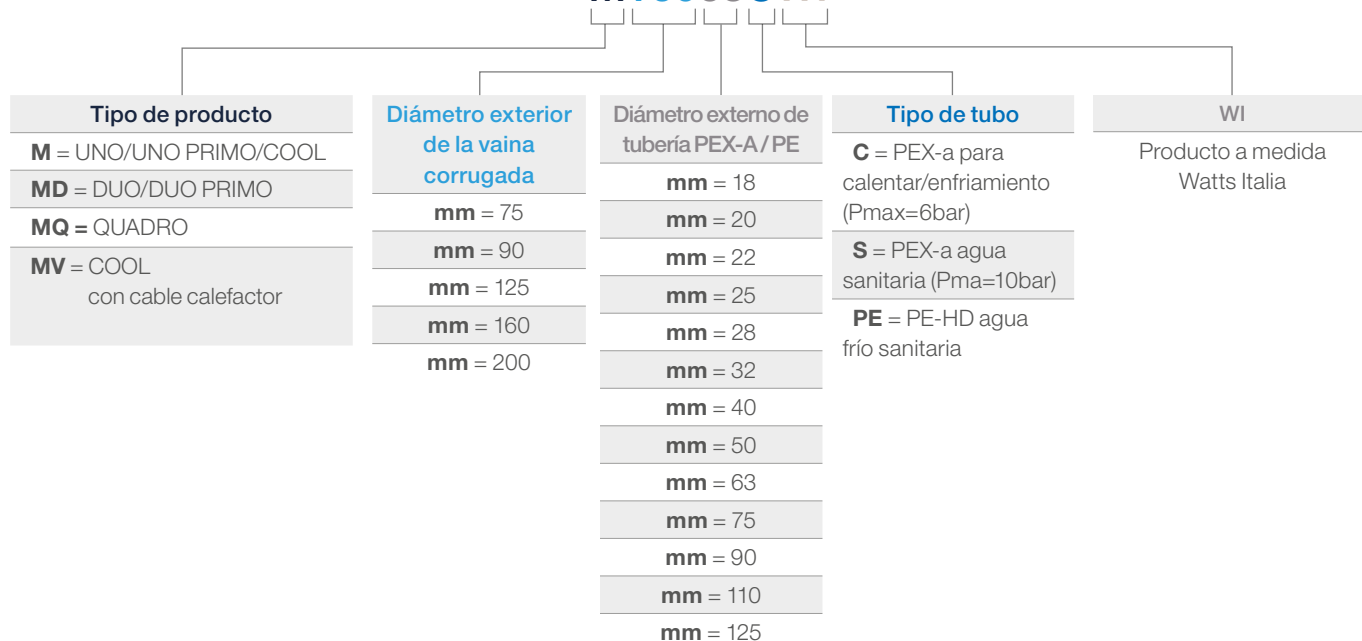 Tipo de producto
M = UNO/UNO PRIMO/COOL
MD = DUO/DUO PRIMO
MQ = QUADRO
MV = COOL
con cable calefactor
Diámetro exterior
de la vaina
corrugada
mm = 75
mm = 90
mm = 125
mm = 160
mm = 200
Diámetro externo de
tubería PEX-A / PE
mm = 18
mm = 20
mm = 22
mm = 25
mm = 28
mm = 32
mm = 40
mm = 50
mm = 63
mm = 75
mm = 90
mm = 110
mm = 125
Tipo de tubo
C = PEX-a para
calentar/enfriamiento
(Pmax=6bar)
S = PEX-a agua
sanitaria (Pma=10bar)
PE = PE-HD agua
frío sanitaria
WI
Producto a medida
Watts Italia